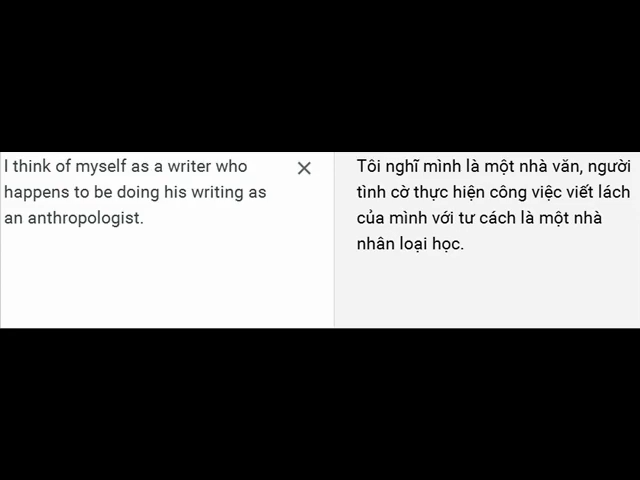 I think of myself as a writer who
happens to be doing his writing as
an anthropologist.
Tôi nghĩ mình là một nhà văn, người
tình cờ thực hiện công việc viết lách
của mình với tư cách là một nhà
nhân loại học.